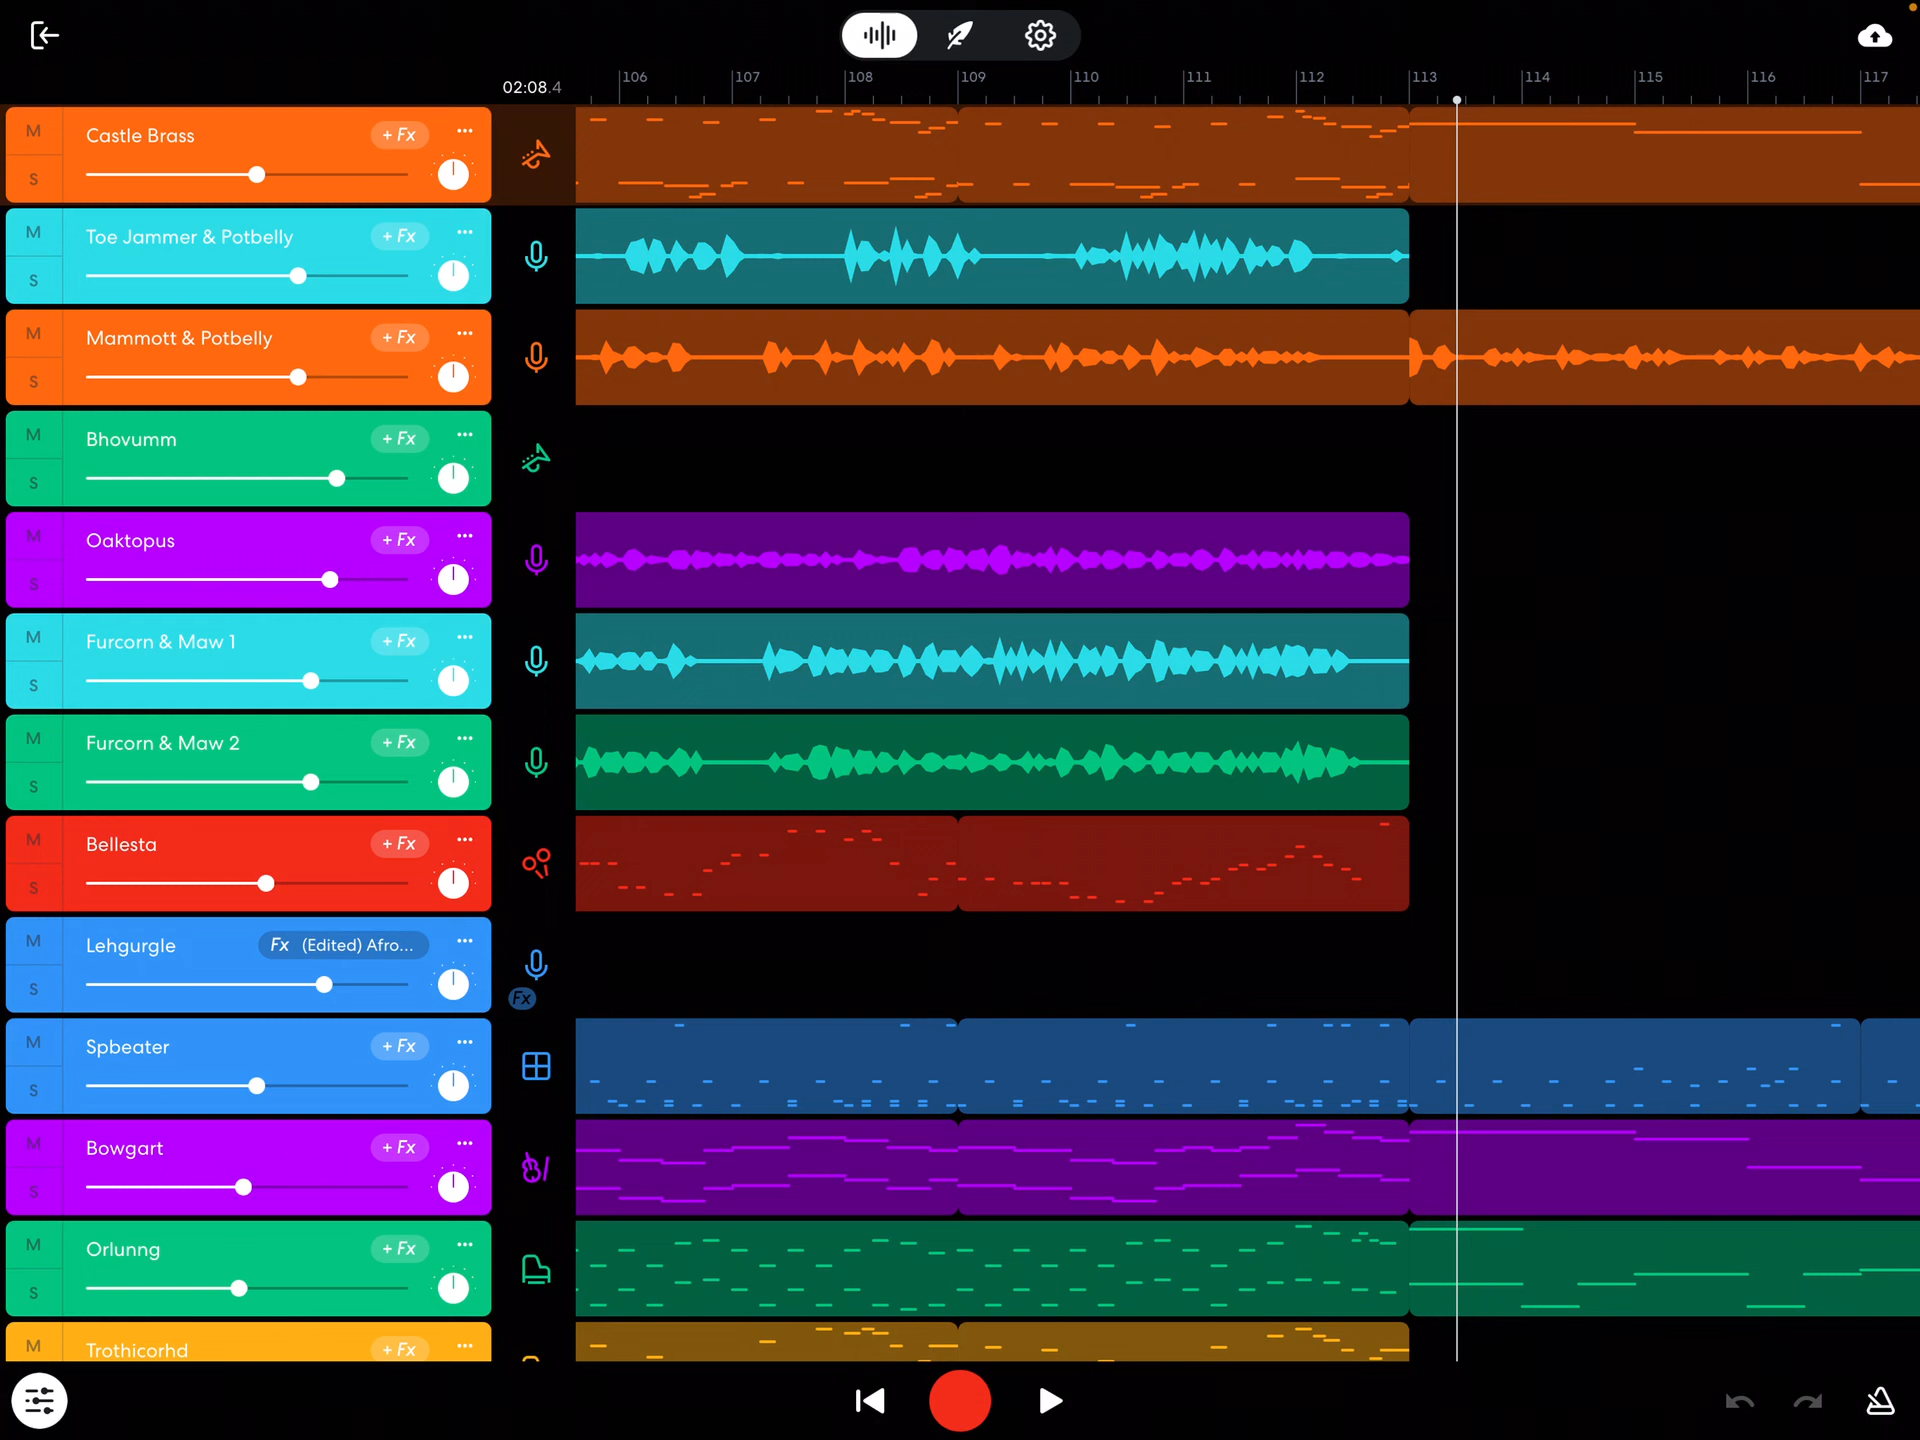 02:08.4
106 107 108 109 110 111 112 113 114 115 116 117
M Castle Brass + Fx
S
M Toe Jammer & Potbelly + Fx
S
M Mammott & Potbelly + Fx
S
M Bhovumm + Fx
S
M Oaktopus + Fx
S
M Furcorn & Maw 1 + Fx
S
M Furcorn & Maw 2 + Fx
S
M Bellesta + Fx
S
M Lehgurgle Fx (Edited) Afro...
S
Fx
M Spbeater + Fx
S
M Bowgart + Fx
S
M Orlunng + Fx
S
M Trothicorhd + Fx